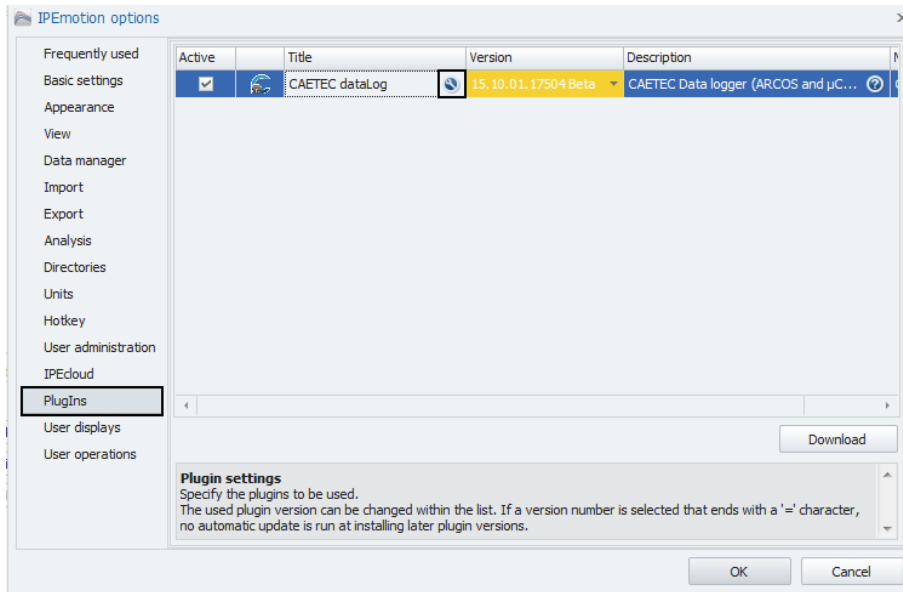 IPEmotion options
Frequently used
Basic settings
Appearance
View
Data manager
Import
Export
Analysis
Directories
Units
Hotkey
User administration
IPEcloud
PlugIns
User displays
User operations
Active Title Version Description
CAETEC dataLog 15.10.01.17504 Beta CAETEC Data logger (ARCOS and µC...
Download
Plugin settings
Specify the plugins to be used.
The used plugin version can be changed within the list. If a version number is selected that ends with a '=' character,
no automatic update is run at installing later plugin versions.
OK Cancel